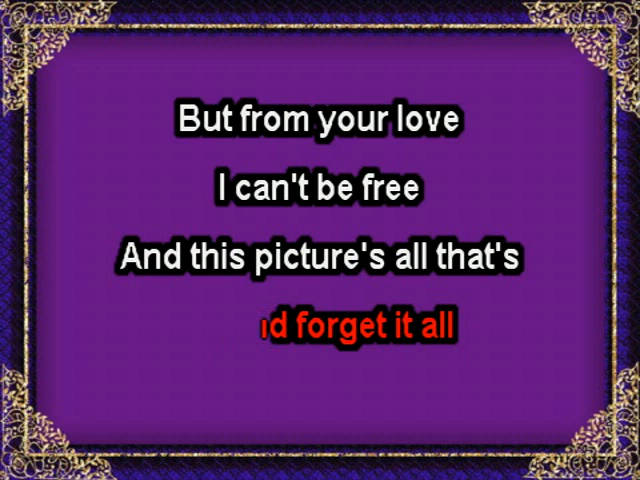 But from your love
I can't be free
And this picture's all that's
forget it all